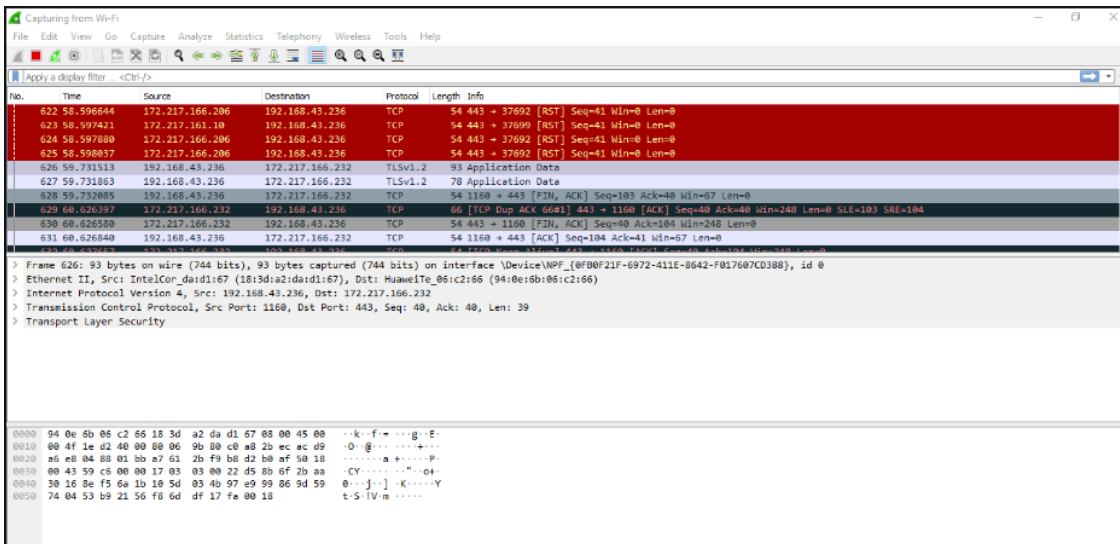 Capturing from Wi-Fi
File Edit View Go Capture Analyze Statistics Telephony Wireless Tools Help
Apply a display filter ... <Ctrl-/>
No. Time Source Destination Protocol Length Info
622 58.596644 172.217.166.206 192.168.43.236 TCP 54 443 → 37692 [RST] Seq=41 Win=0 Len=0
623 58.597421 172.217.161.10 192.168.43.236 TCP 54 443 → 37699 [RST] Seq=41 Win=0 Len=0
624 58.597880 172.217.166.206 192.168.43.236 TCP 54 443 → 37692 [RST] Seq=41 Win=0 Len=0
625 58.598037 172.217.166.206 192.168.43.236 TCP 54 443 → 37692 [RST] Seq=41 Win=0 Len=0
626 59.731513 192.168.43.236 172.217.166.232 TLSv1.2 93 Application Data
627 59.731863 192.168.43.236 172.217.166.232 TLSv1.2 78 Application Data
628 59.732085 192.168.43.236 172.217.166.232 TCP 54 1160 → 443 [FIN, ACK] Seq=103 Ack=40 Win=67 Len=0
629 60.626397 172.217.166.232 192.168.43.236 TCP 66 [TCP Dup ACK 66#1] 443 → 1160 [ACK] Seq=40 Ack=40 Win=248 Len=0 SLE=103 SRE=104
630 60.626580 172.217.166.232 192.168.43.236 TCP 54 443 → 1160 [FIN, ACK] Seq=40 Ack=104 Win=248 Len=0
631 60.626840 192.168.43.236 172.217.166.232 TCP 54 1160 → 443 [ACK] Seq=104 Ack=41 Win=67 Len=0
> Frame 626: 93 bytes on wire (744 bits), 93 bytes captured (744 bits) on interface \Device\NPF_{0FB0F21F-6972-411E-8642-F017607CD388}, id 0
> Ethernet II, Src: IntelCor_da:d1:67 (18:3d:a2:da:d1:67), Dst: HuaweiTe_06:c2:66 (94:0e:6b:06:c2:66)
> Internet Protocol Version 4, Src: 192.168.43.236, Dst: 172.217.166.232
> Transmission Control Protocol, Src Port: 1160, Dst Port: 443, Seq: 40, Ack: 40, Len: 39
> Transport Layer Security
0000 94 0e 6b 06 c2 66 18 3d a2 da d1 67 08 00 45 00 ··k··f·= ···g··E·
0010 00 4f 1e d2 40 00 80 06 9b 80 c0 a8 2b ec ac d9 ·O··@··· ····+···
0020 a6 e8 04 88 01 bb a7 61 2b f9 b8 d2 b0 af 50 18 ·······a +·····P·
0030 00 43 59 c6 00 00 17 03 03 00 22 d5 8b 6f 2b aa ·CY····· ··"··o+·
0040 30 16 8e f5 6a 1b 10 5d 03 4b 97 e9 99 86 9d 59 0···j··] ·K·····Y
0050 74 04 53 b9 21 56 f8 6d df 17 fa 00 18 t·S·!V·m ·····